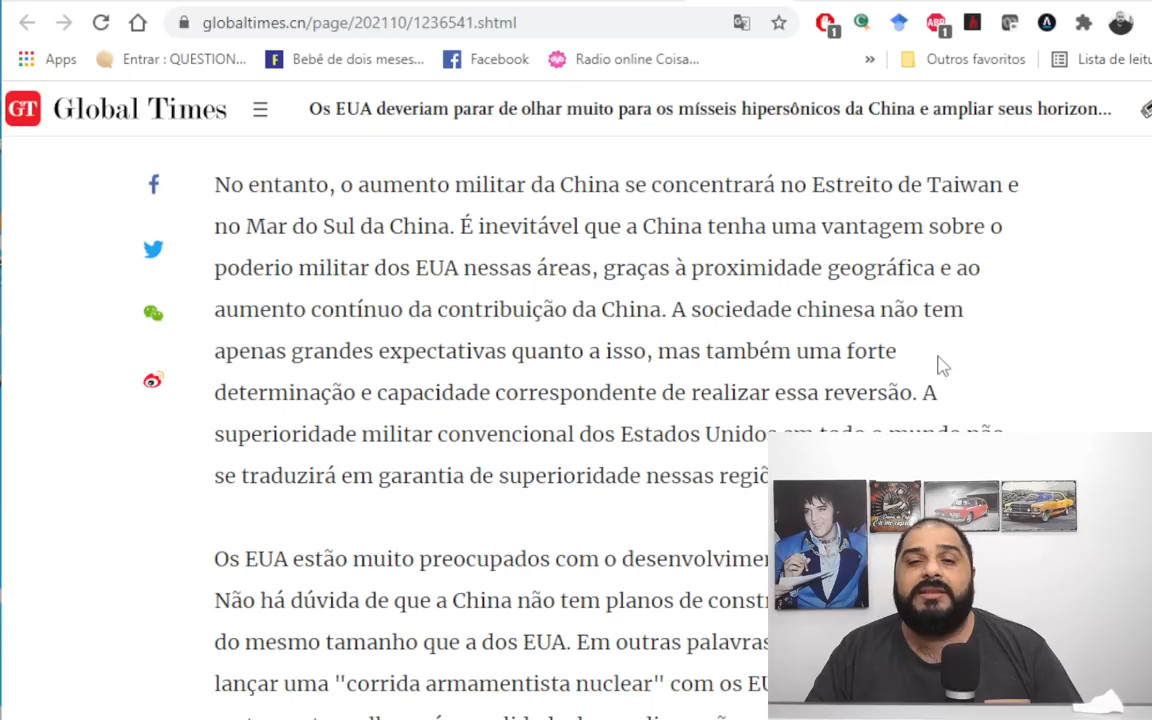 globaltimes.cn/page/202110/1236541.shtml
Apps
Entrar : QUESTION...
Bebê de dois meses...
Facebook
Radio online Coisa...
»
Outros favoritos
Lista de leitu
GT Global Times
Os EUA deveriam parar de olhar muito para os mísseis hipersônicos da China e ampliar seus horizon...
No entanto, o aumento militar da China se concentrará no Estreito de Taiwan e
no Mar do Sul da China. É inevitável que a China tenha uma vantagem sobre o
poderio militar dos EUA nessas áreas, graças à proximidade geográfica e ao
aumento contínuo da contribuição da China. A sociedade chinesa não tem
apenas grandes expectativas quanto a isso, mas também uma forte
determinação e capacidade correspondente de realizar essa reversão. A
superioridade militar convencional dos Estados Unidos em todo o mundo não
se traduzirá em garantia de superioridade nessas regiõ
Os EUA estão muito preocupados com o desenvolvime
Não há dúvida de que a China não tem planos de const
do mesmo tamanho que a dos EUA. Em outras palavras
lançar uma "corrida armamentista nuclear" com os EU